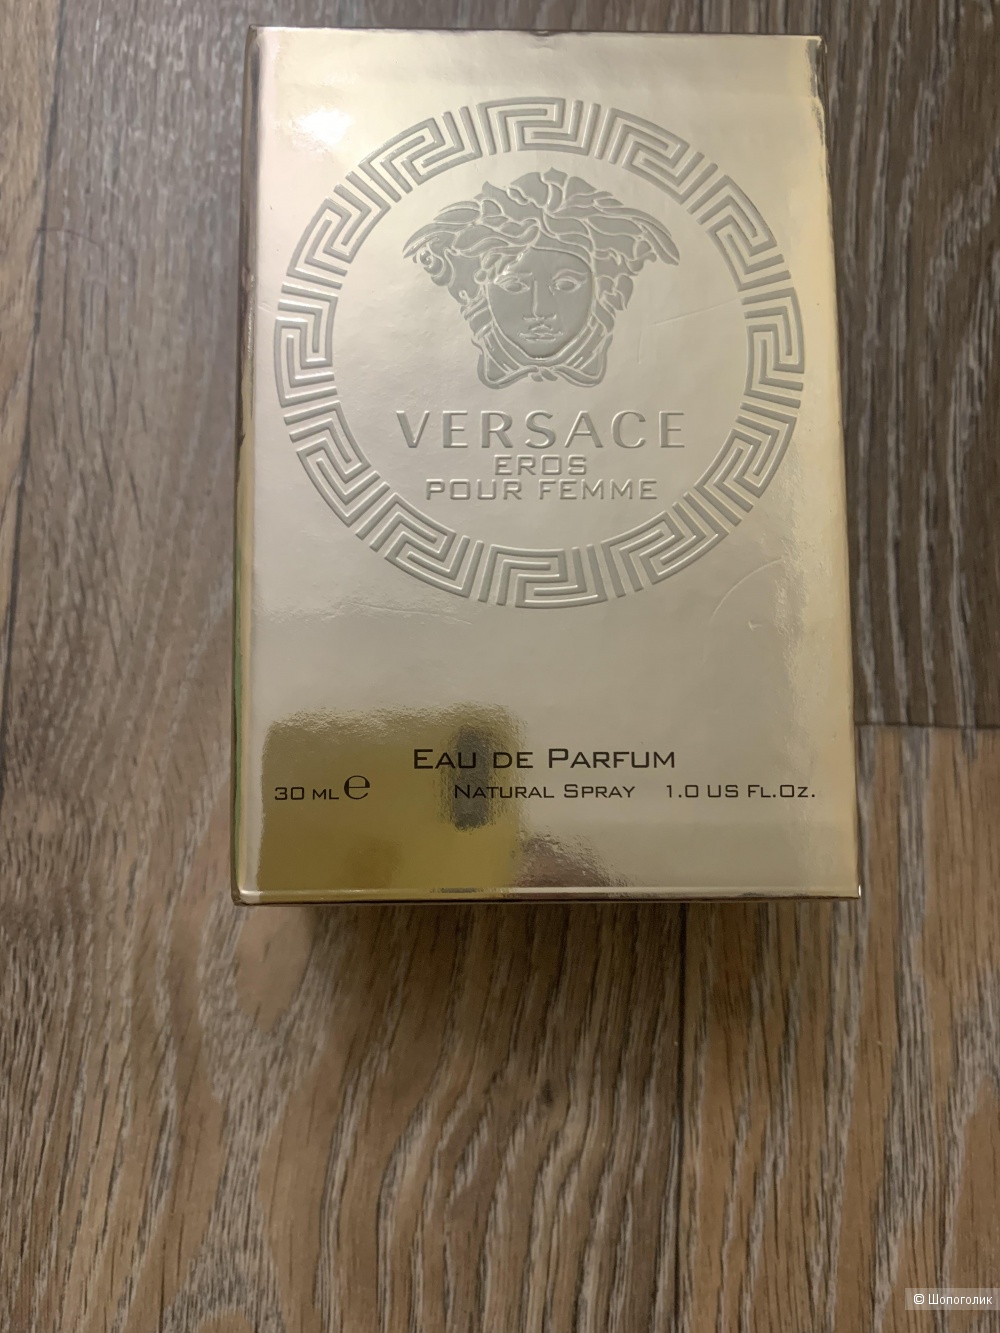 VERSACE
EROS
POUR FEMME
EAU DE PARFUM
30 ML ℮ NATURAL SPRAY 1.0 US FL.OZ.
© Шопоголик